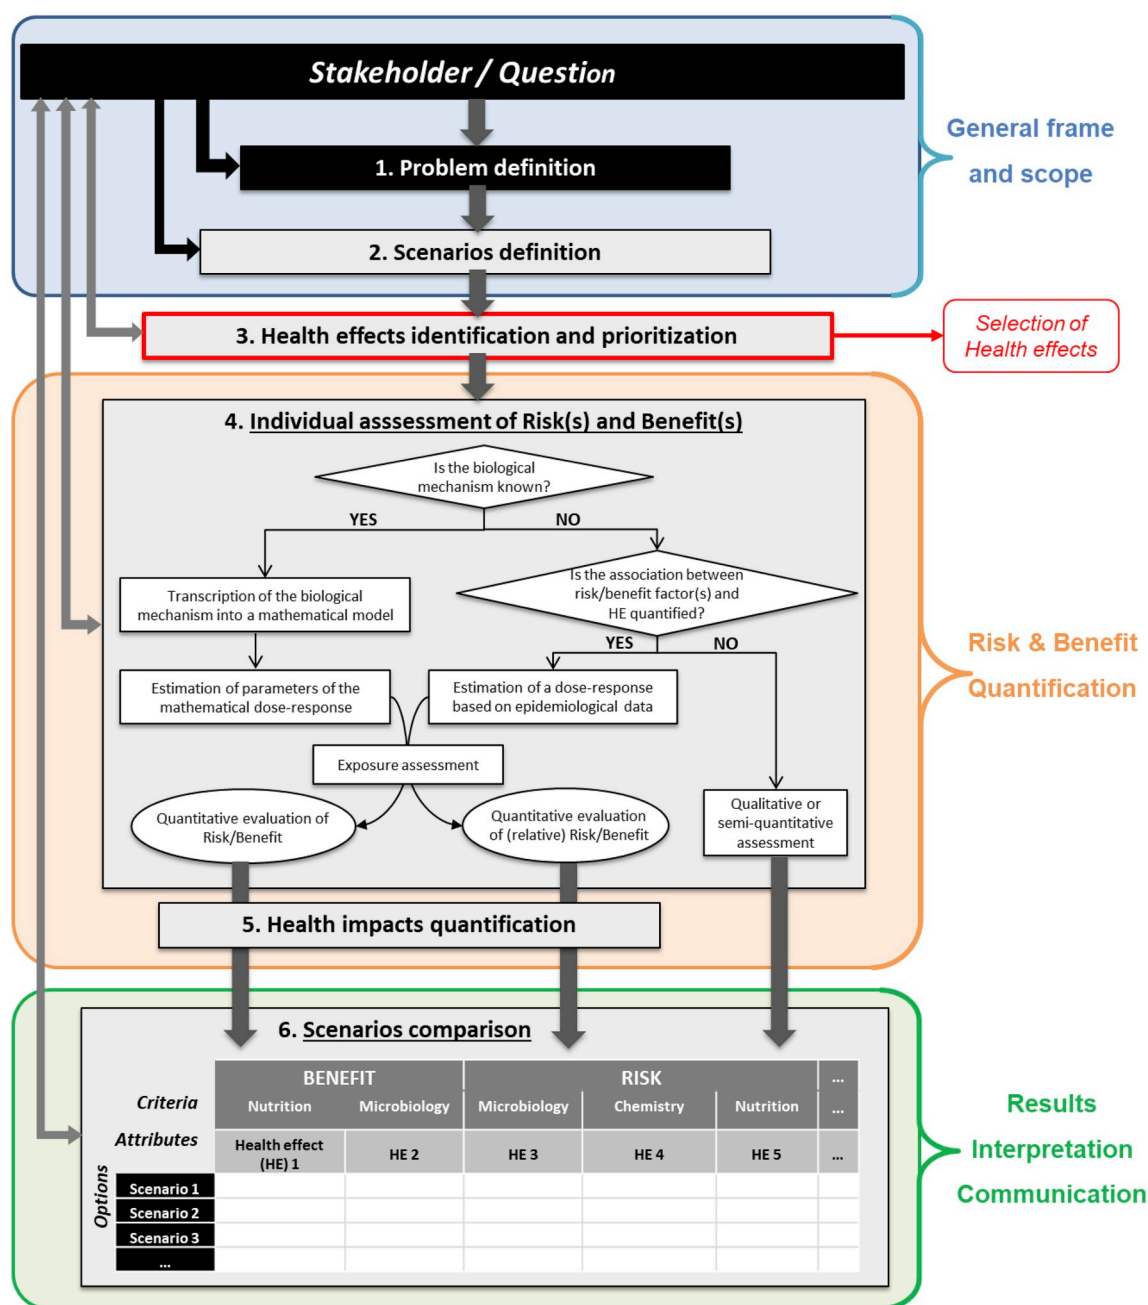 Stakeholder / Question
General frame
and scope
1. Problem definition
2. Scenarios definition
3. Health effects identification and prioritization
Selection of
Health effects
4. Individual asssessment of Risk(s) and Benefit(s)
Is the biological
mechanism known?
YES
NO
Transcription of the biological
mechanism into a mathematical model
Is the association between
risk/benefit factor(s) and
HE quantified?
YES
NO
Estimation of parameters of the
mathematical dose-response
Estimation of a dose-response
based on epidemiological data
Risk & Benefit
Quantification
Exposure assessment
Quantitative evaluation of
Risk/Benefit
Quantitative evaluation
of (relative) Risk/Benefit
Qualitative or
semi-quantitative
assessment
5. Health impacts quantification
6. Scenarios comparison
BENEFIT
RISK
...
Criteria
Nutrition
Microbiology
Microbiology
Chemistry
Nutrition
...
Attributes
Health effect
(HE) 1
HE 2
HE 3
HE 4
HE 5
...
Options
Scenario 1
Scenario 2
Scenario 3
...
Results
Interpretation
Communication